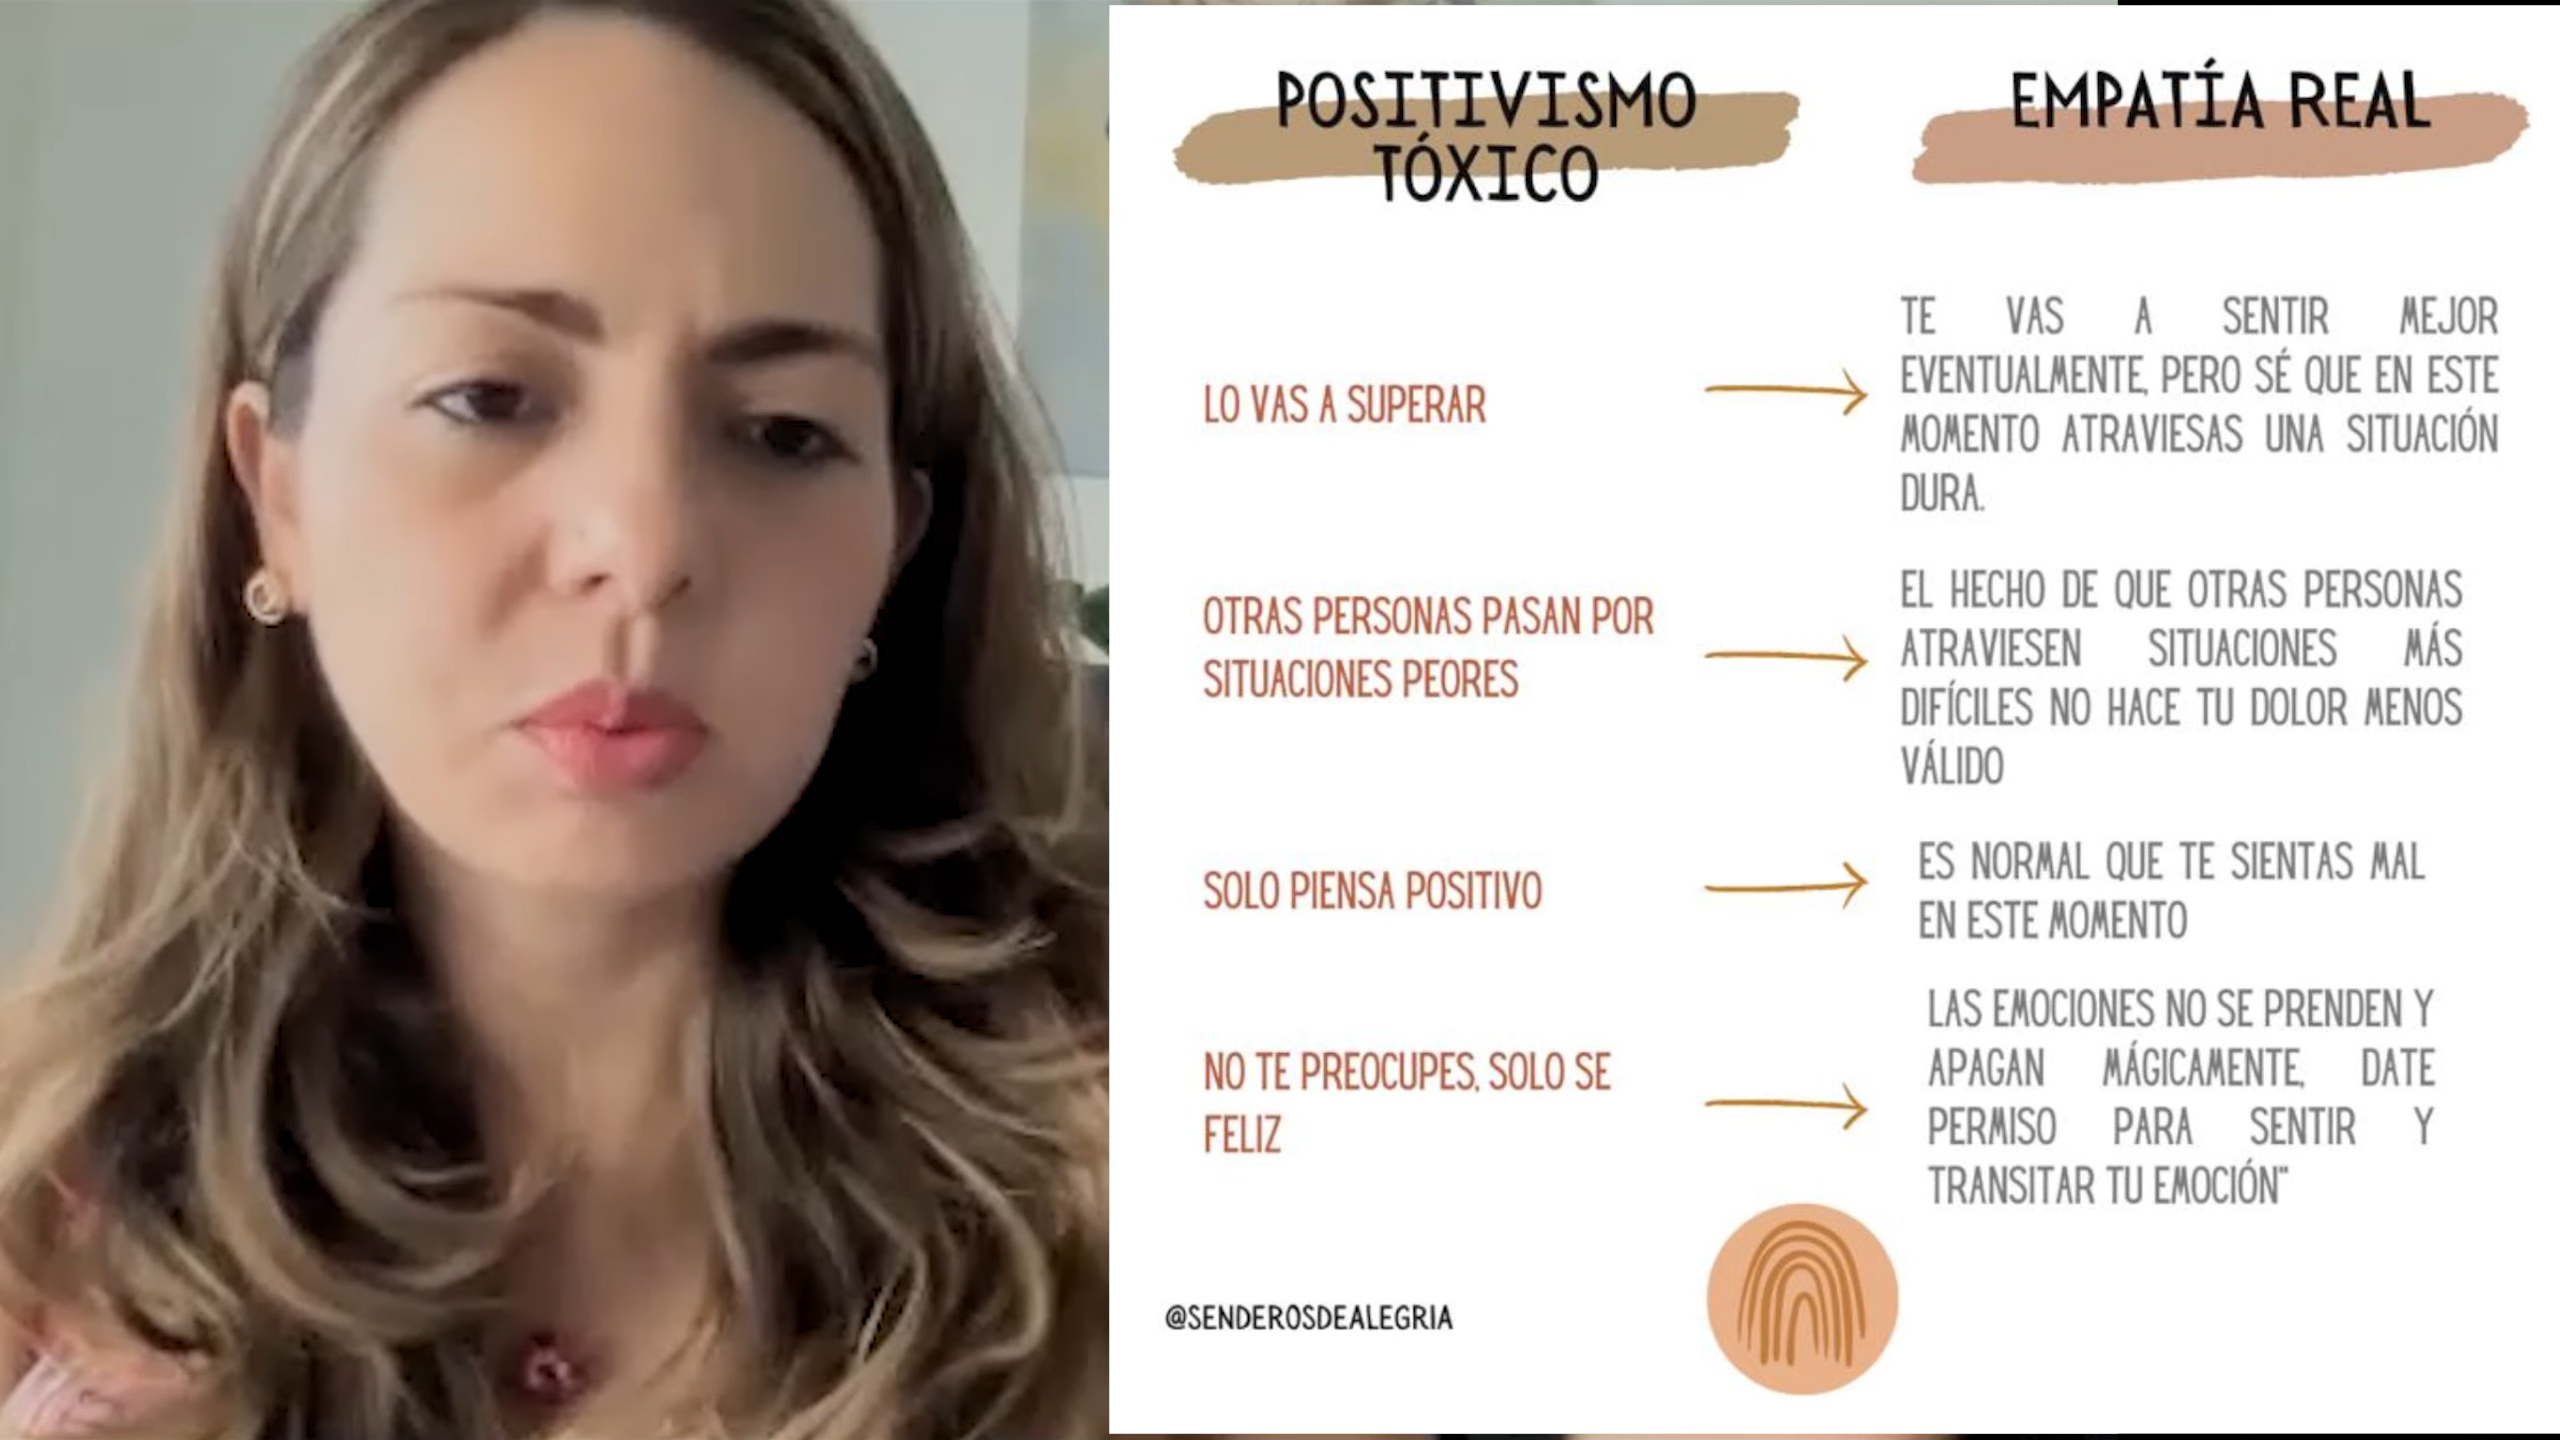 POSITIVISMO
TÓXICO
EMPATÍA REAL
LO VAS A SUPERAR
TE VAS A SENTIR MEJOR
EVENTUALMENTE, PERO SÉ QUE EN ESTE
MOMENTO ATRAVIESAS UNA SITUACIÓN
DURA.
OTRAS PERSONAS PASAN POR
SITUACIONES PEORES
EL HECHO DE QUE OTRAS PERSONAS
ATRAVIESEN SITUACIONES MÁS
DIFÍCILES NO HACE TU DOLOR MENOS
VÁLIDO
SOLO PIENSA POSITIVO
ES NORMAL QUE TE SIENTAS MAL
EN ESTE MOMENTO
NO TE PREOCUPES, SOLO SE
FELIZ
LAS EMOCIONES NO SE PRENDEN Y
APAGAN MÁGICAMENTE, DATE
PERMISO PARA SENTIR Y
TRANSITAR TU EMOCIÓN"
@SENDEROSDEALEGRIA